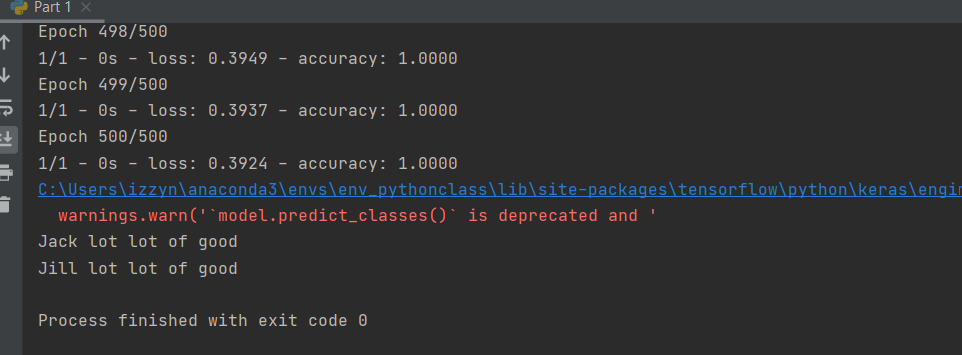 Part 1
Epoch 498/500
1/1 - 0s - loss: 0.3949 - accuracy: 1.0000
Epoch 499/500
1/1 - 0s - loss: 0.3937 - accuracy: 1.0000
Epoch 500/500
1/1 - 0s - loss: 0.3924 - accuracy: 1.0000
C:\Users\izzyn\anaconda3\envs\env_pythonclass\lib\site-packages\tensorflow\python\keras\engin
warnings.warn('`model.predict_classes()` is deprecated and '
Jack lot lot of good
Jill lot lot of good
Process finished with exit code 0